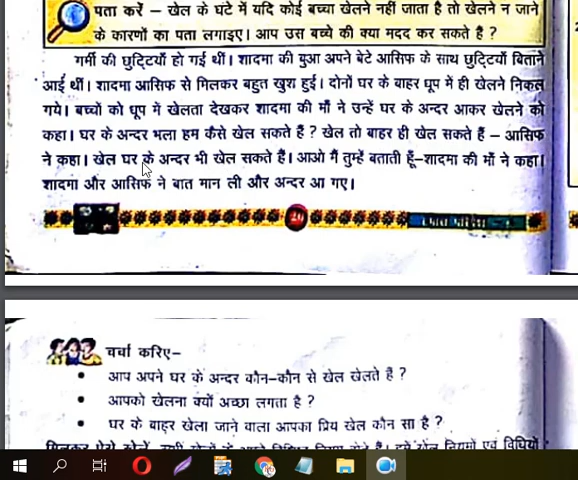 पता करें – खेल के घंटे में यदि कोई बच्चा खेलने नहीं जाता है तो खेलने न जाने
के कारणों का पता लगाइए। आप उस बच्चे की क्या मदद कर सकते हैं ?
गर्मी की छुट्टियाँ हो गई थीं। शादमा की बुआ अपने बेटे आसिफ के साथ छुट्टियाँ बिताने
आई थीं। शादमा आसिफ से मिलकर बहुत खुश हुई। दोनों घर के बाहर धूप में ही खेलने निकल
गये। बच्चों को धूप में खेलता देखकर शादमा की माँ ने उन्हें घर के अन्दर आकर खेलने को
कहा। घर के अन्दर भला हम कैसे खेल सकते हैं ? खेल तो बाहर ही खेल सकते हैं – आसिफ
ने कहा। खेल घर के अन्दर भी खेल सकते हैं। आओ मैं तुम्हें बताती हूँ–शादमा की माँ ने कहा।
शादमा और आसिफ ने बात मान ली और अन्दर आ गए।
चर्चा करिए–
• आप अपने घर के अन्दर कौन–कौन से खेल खेलते हैं ?
• आपको खेलना क्यों अच्छा लगता है ?
• घर के बाहर खेला जाने वाला आपका प्रिय खेल कौन सा है ?